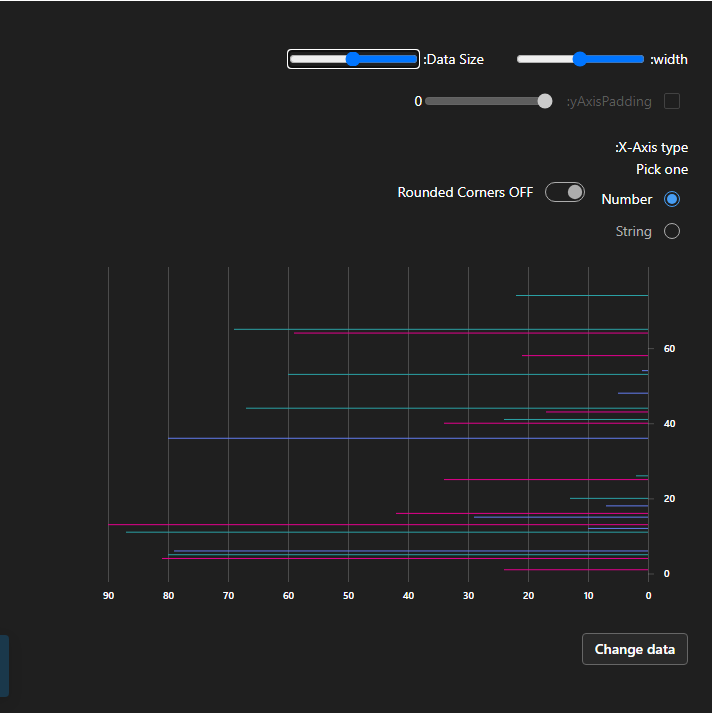 :width
:Data Size
:yAxisPadding
0
:X-Axis type
Pick one
Number
Rounded Corners OFF
String
60
40
20
0
90 80 70 60 50 40 30 20 10 0
Change data